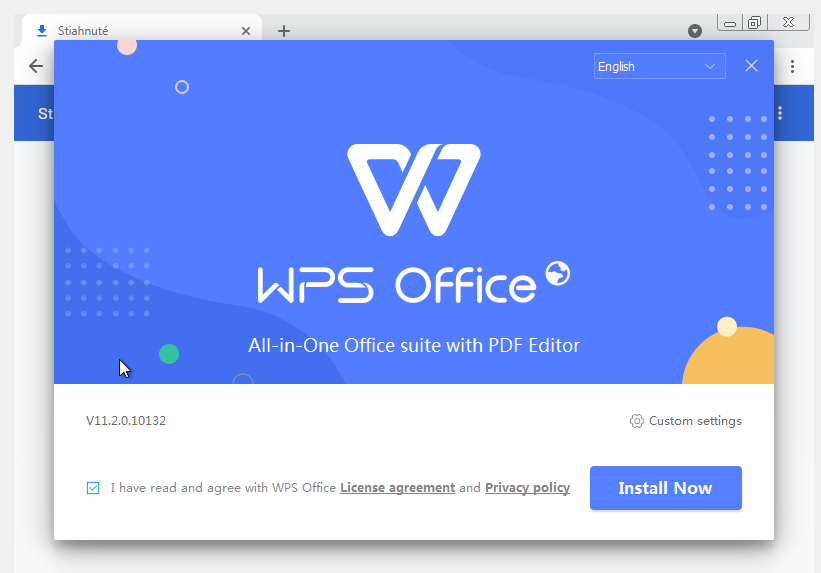 Stiahnuté
English
St
WPS Office
All-in-One Office suite with PDF Editor
V11.2.0.10132
Custom settings
I have read and agree with WPS Office License agreement and Privacy policy
Install Now